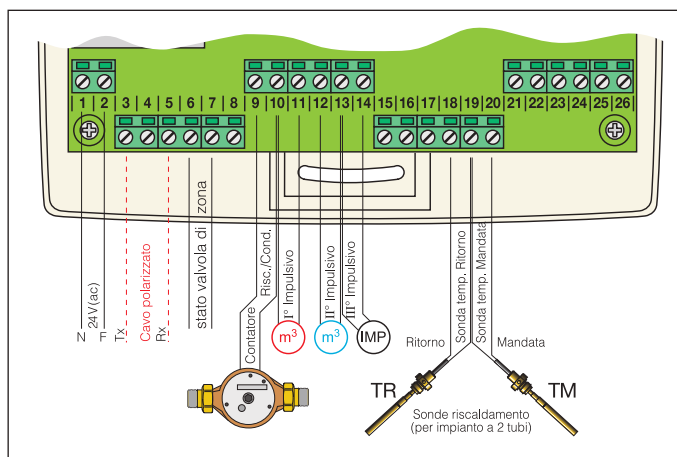 1 2 3 4 5 6 7 8 9 10 11 12 13 14 15 16 17 18 19 20 21 22 23 24 25 26
N
24V(ac)
F
Tx
Cavo polarizzato
Rx
stato valvola di zona
Contatore
Risc./Cond.
I° Impulsivo
II° Impulsivo
III° Impulsivo
m³
m³
IMP
Sonda temp. Ritorno
Sonda temp. Mandata
Ritorno
Mandata
TR
TM
Sonde riscaldamento
(per impianto a 2 tubi)